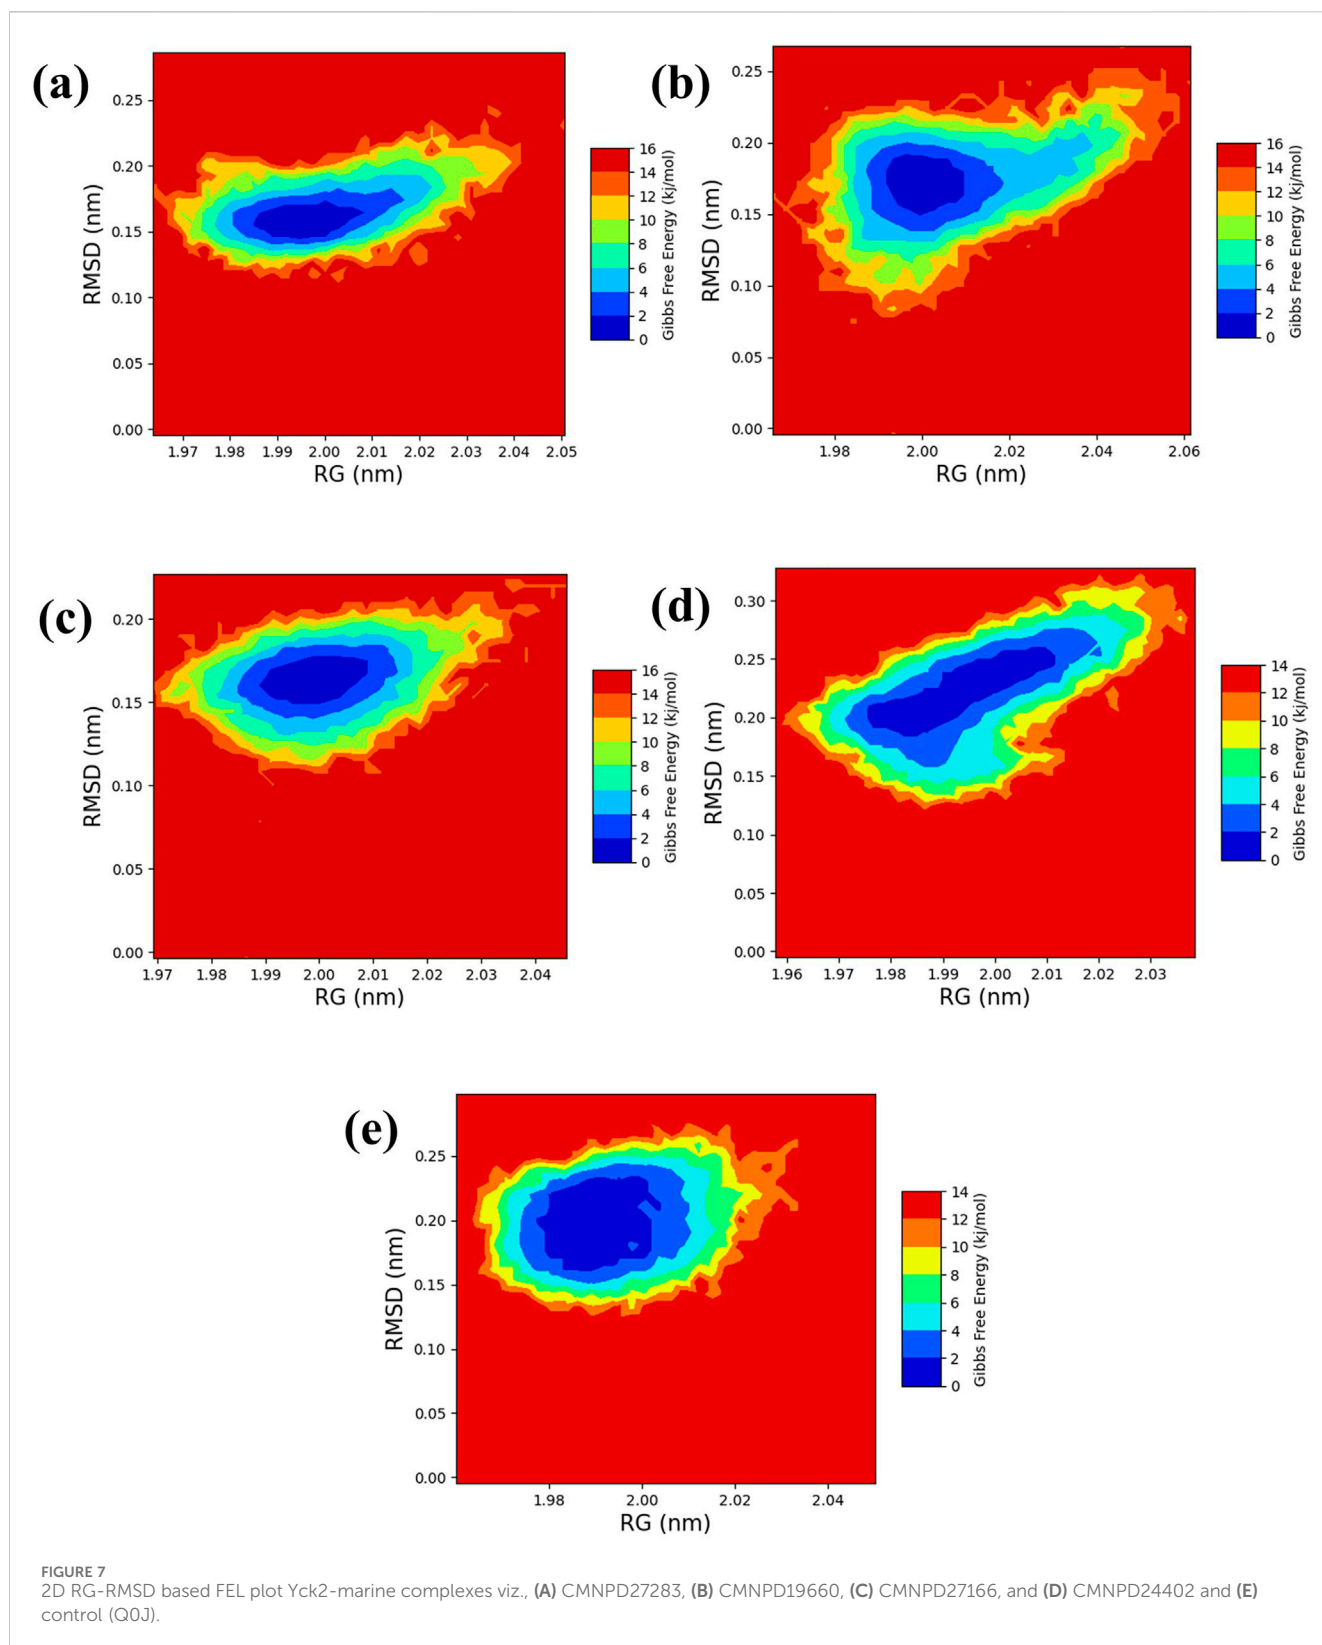 (a)
0.25
0.20
0.15
0.10
0.05
0.00
RMSD (nm)
1.97 1.98 1.99 2.00 2.01 2.02 2.03 2.04 2.05
RG (nm)
16
14
12
10
8
6
4
2
0
Gibbs Free Energy (kj/mol)
(b)
0.25
0.20
0.15
0.10
0.05
0.00
RMSD (nm)
1.98 2.00 2.02 2.04 2.06
RG (nm)
16
14
12
10
8
6
4
2
0
Gibbs Free Energy (kj/mol)
(c)
0.20
0.15
0.10
0.05
0.00
RMSD (nm)
1.97 1.98 1.99 2.00 2.01 2.02 2.03 2.04
RG (nm)
16
14
12
10
8
6
4
2
0
Gibbs Free Energy (kj/mol)
(d)
0.30
0.25
0.20
0.15
0.10
0.05
0.00
RMSD (nm)
1.96 1.97 1.98 1.99 2.00 2.01 2.02 2.03
RG (nm)
14
12
10
8
6
4
2
0
Gibbs Free Energy (kj/mol)
(e)
0.25
0.20
0.15
0.10
0.05
0.00
RMSD (nm)
1.98 2.00 2.02 2.04
RG (nm)
14
12
10
8
6
4
2
0
Gibbs Free Energy (kj/mol)
FIGURE 7
2D RG-RMSD based FEL plot Yck2-marine complexes viz., (A) CMNPD27283, (B) CMNPD19660, (C) CMNPD27166, and (D) CMNPD24402 and (E)
control (Q0J).